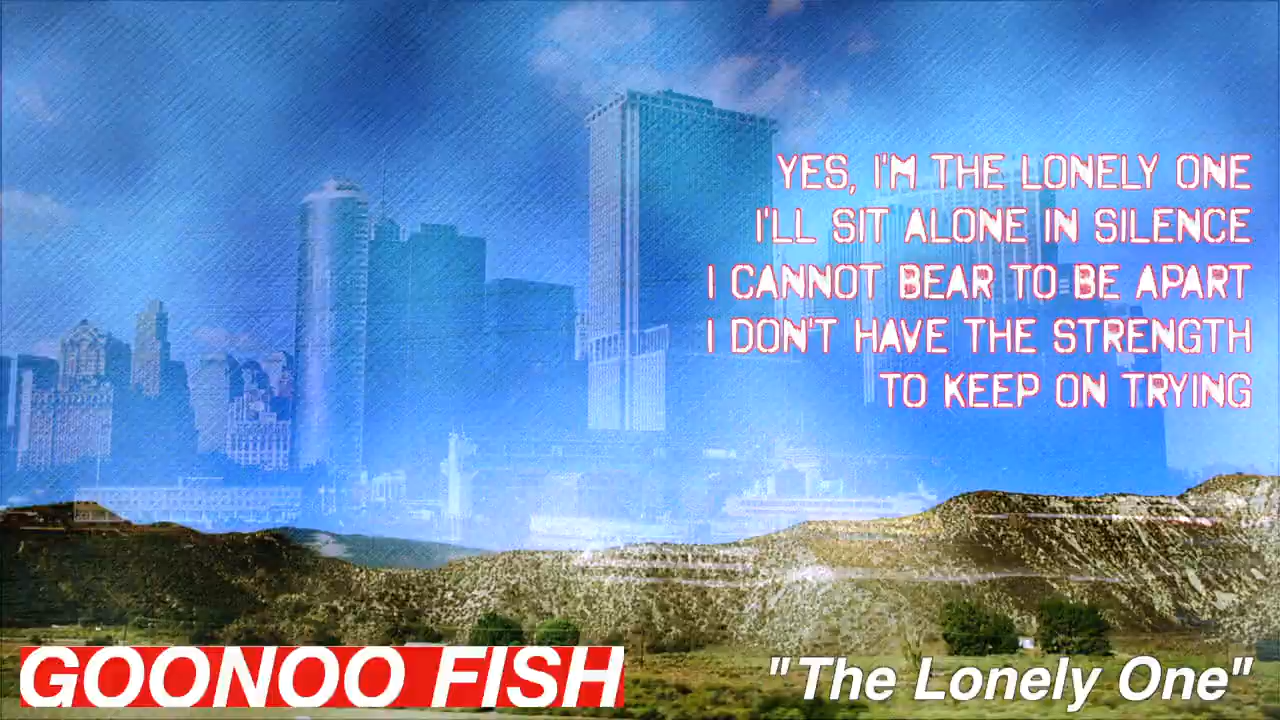 YES, I'M THE LONELY ONE
I'LL SIT ALONE IN SILENCE
I CANNOT BEAR TO BE APART
I DON'T HAVE THE STRENGTH
TO KEEP ON TRYING
GOONOO FISH
"The Lonely One"